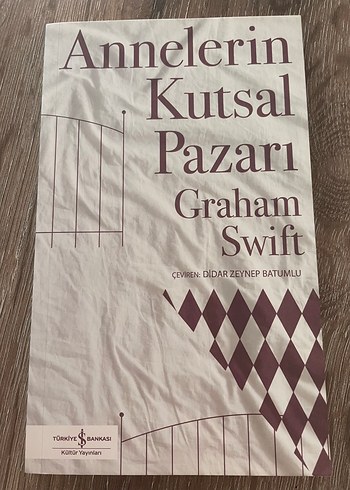 Annelerin
Kutsal
Pazarı
Graham
Swift
ÇEVİREN: DİDAR ZEYNEP BATUMLU
TÜRKİYE İŞ BANKASI
Kültür Yayınları